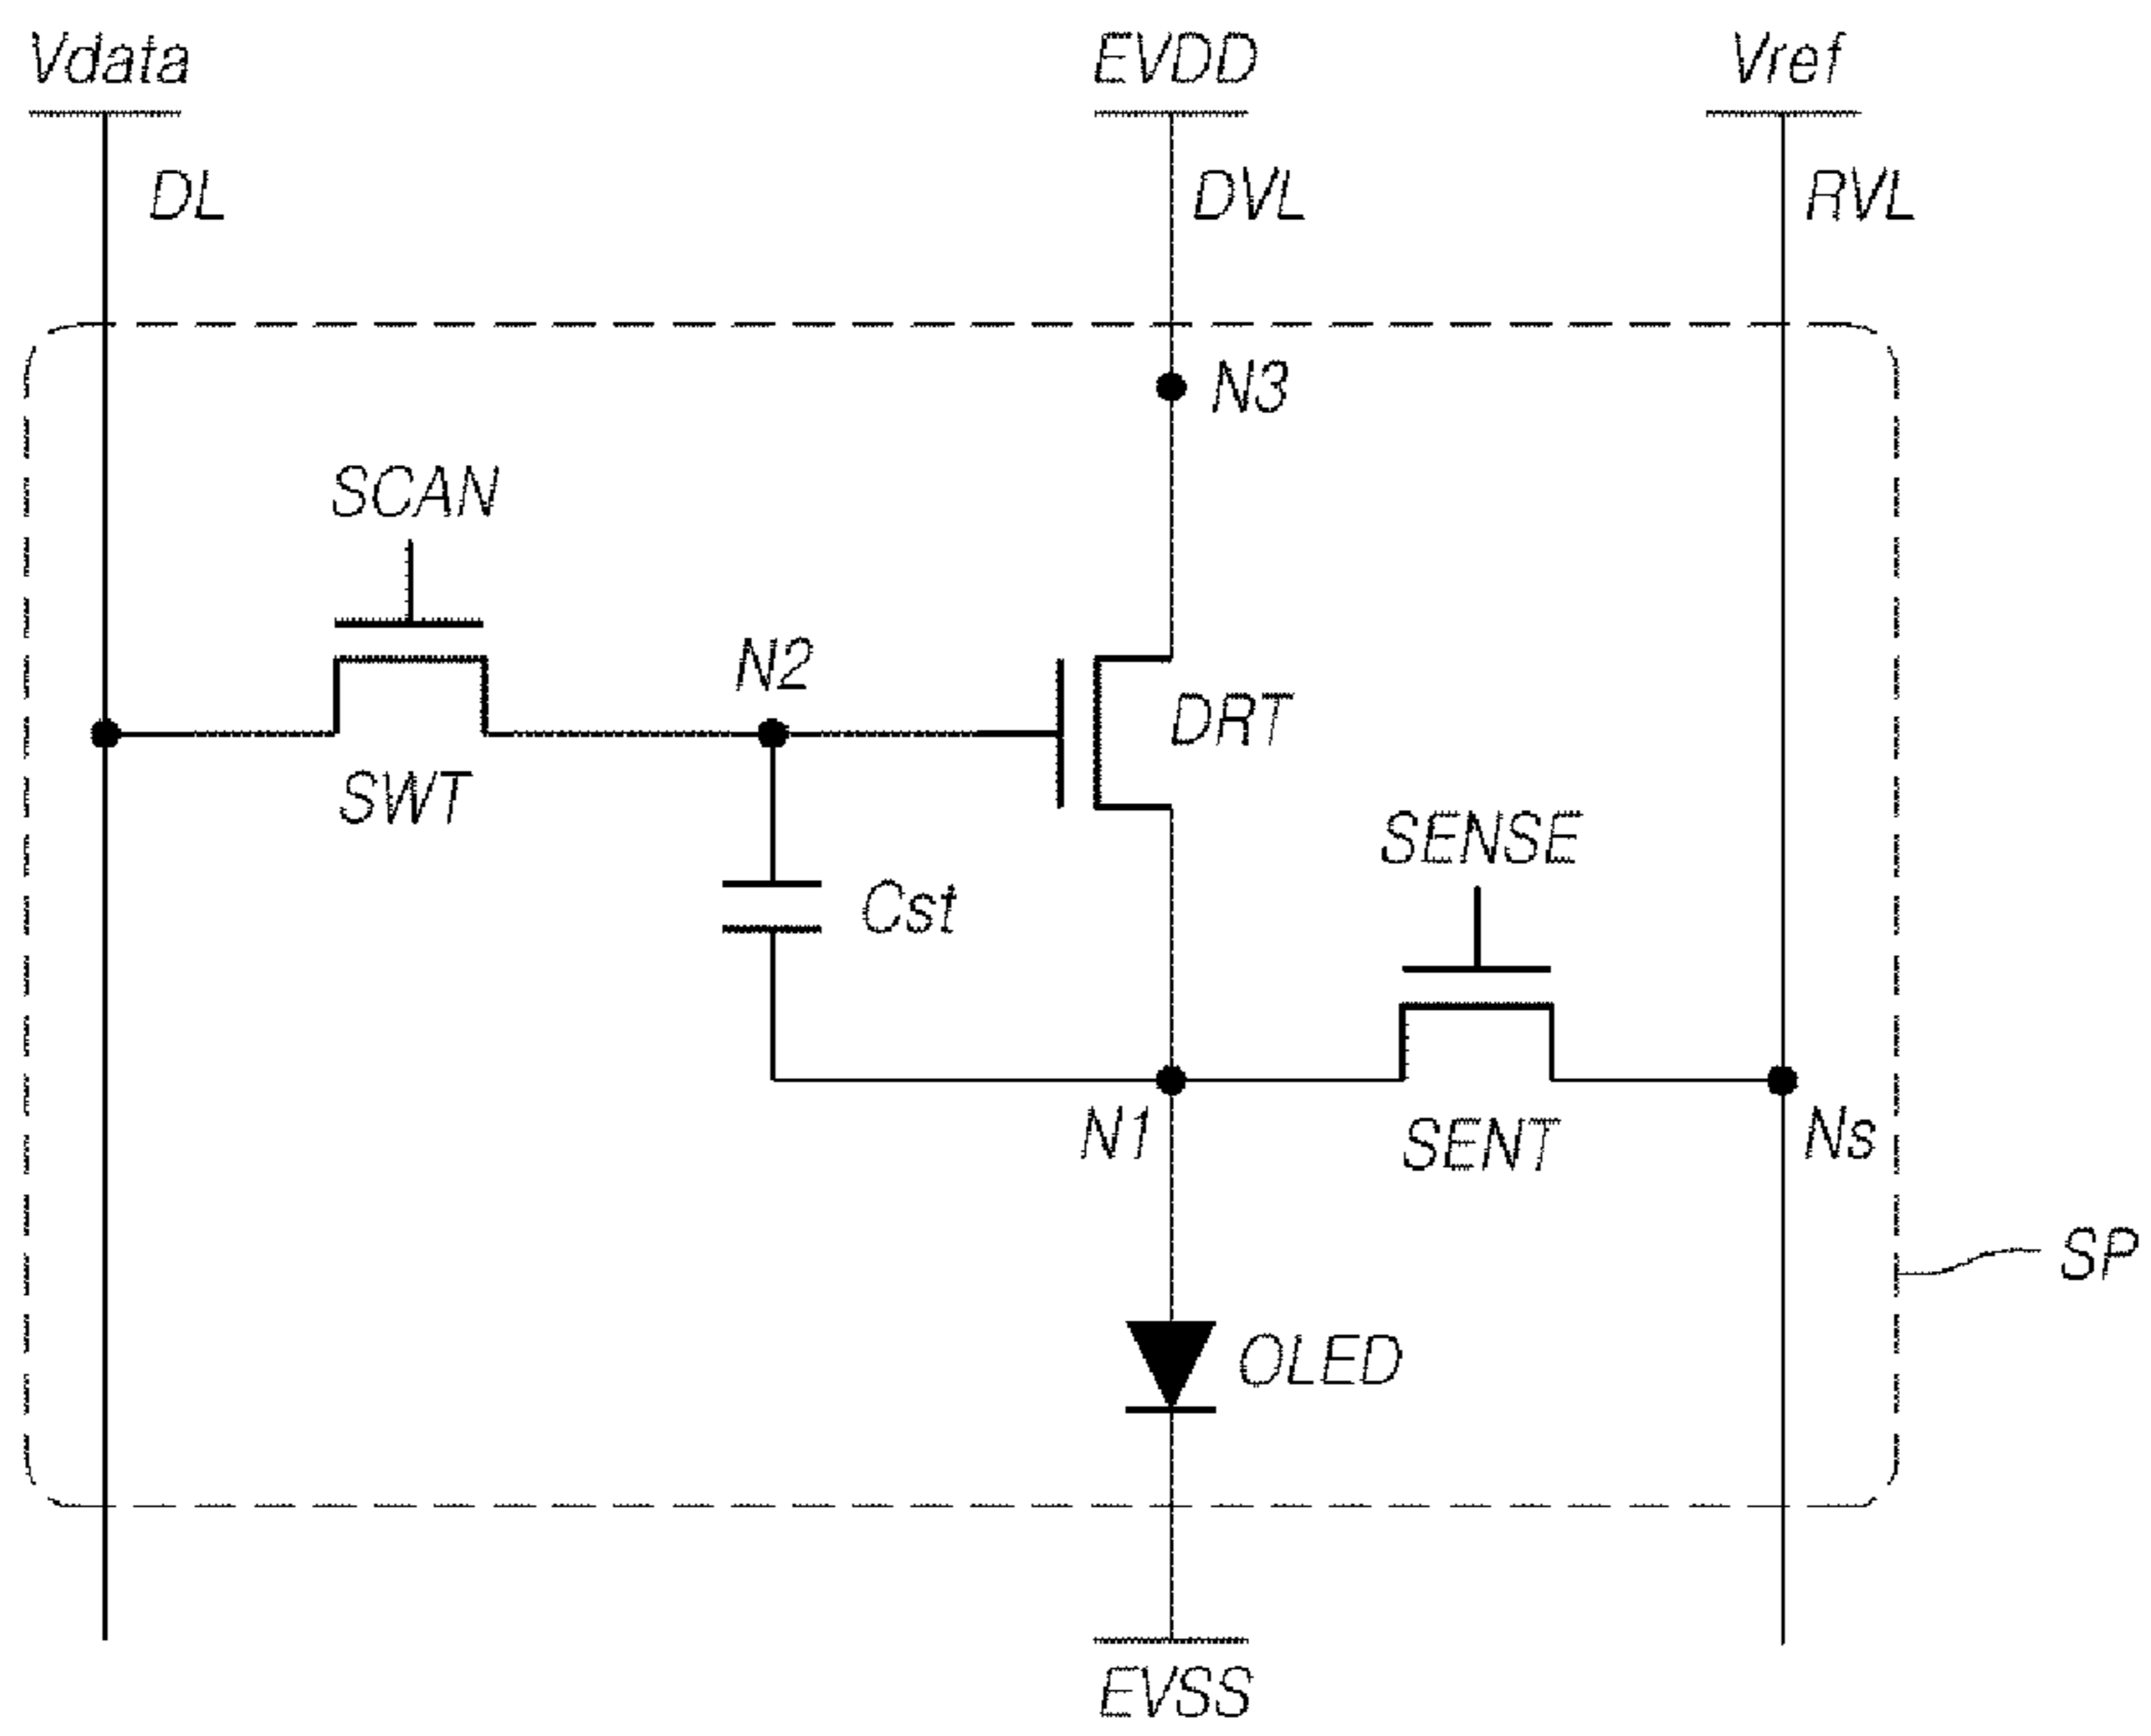 Vdata
EVDD
Vref
DL
DVL
RVL
N3
SCAN
N2
DRT
SWT
SENSE
Cst
N1
SENT
Ns
SP
OLED
EVSS